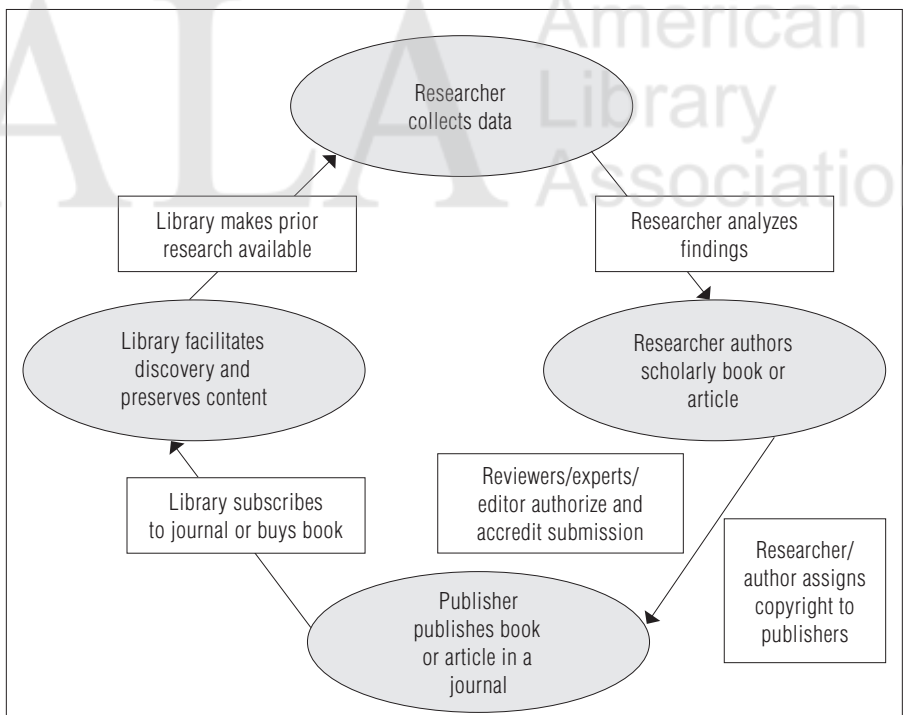 American
Library
Association
ALA
Researcher
collects data
Library makes prior
research available
Researcher analyzes
findings
Library facilitates
discovery and
preserves content
Researcher authors
scholarly book or
article
Reviewers/experts/
editor authorize and
accredit submission
Library subscribes
to journal or buys book
Researcher/
author assigns
copyright to
publishers
Publisher
publishes book
or article in a
journal